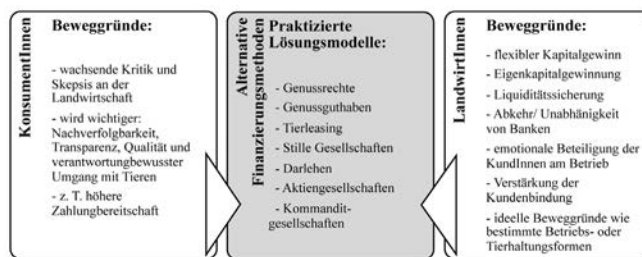 KonsumentInnen
Beweggründe:
- wachsende Kritik und
Skepsis an der
Landwirtschaft
- wird wichtiger:
Nachverfolgbarkeit,
Transparenz, Qualität und
verantwortungbewusster
Umgang mit Tieren
- z. T. höhere
Zahlungbereitschaft
Alternative
Finanzierungsmethoden
Praktizierte
Lösungsmodelle:
- Genussrechte
- Genussguthaben
- Tierleasing
- Stille Gesellschaften
- Darlehen
- Aktiengesellschaften
- Kommandit-
gesellschaften
LandwirtInnen
Beweggründe:
- flexibler Kapitalgewinn
- Eigenkapitalgewinnung
- Liquiditätssicherung
- Abkehr/ Unabhänigkeit
von Banken
- emotionale Beteiligung der
KundInnen am Betrieb
- Verstärkung der
Kundenbindung
- ideelle Beweggründe wie
bestimmte Betriebs- oder
Tierhaltungsformen